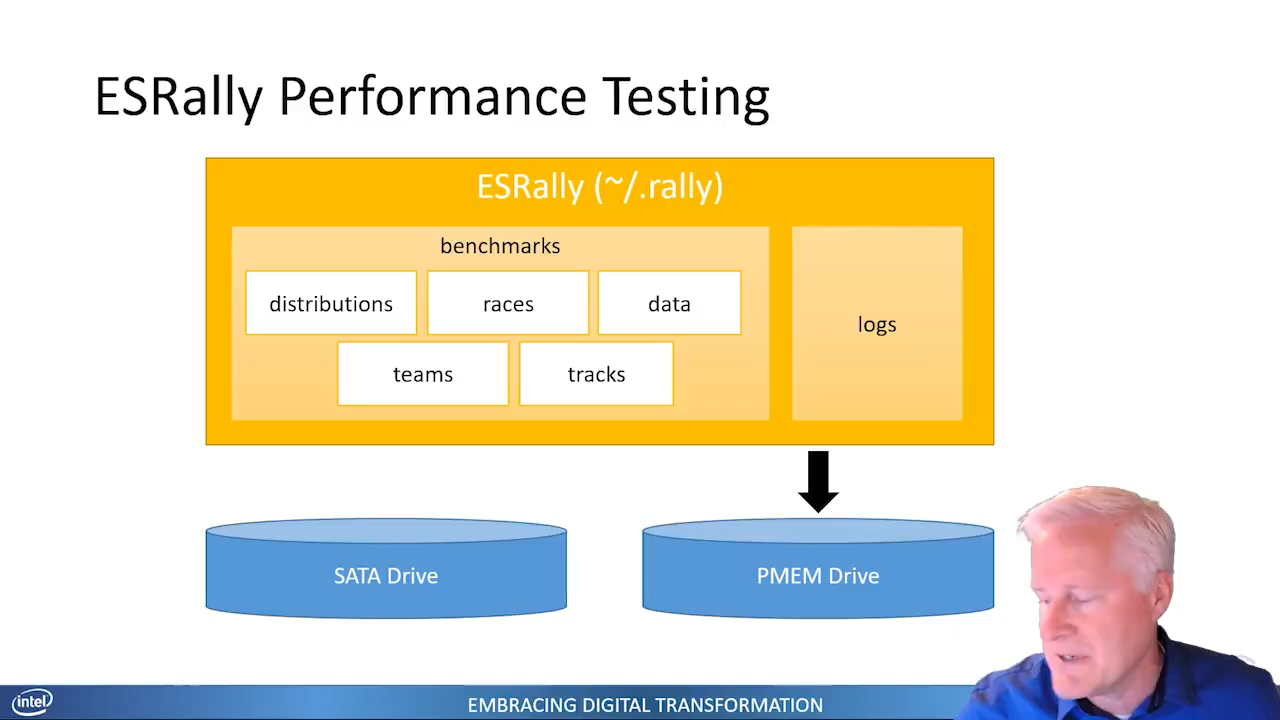 ESRally Performance Testing
ESRally (~/.rally)
benchmarks
distributions
races
data
teams
tracks
logs
SATA Drive
PMEM Drive
intel
EMBRACING DIGITAL TRANSFORMATION